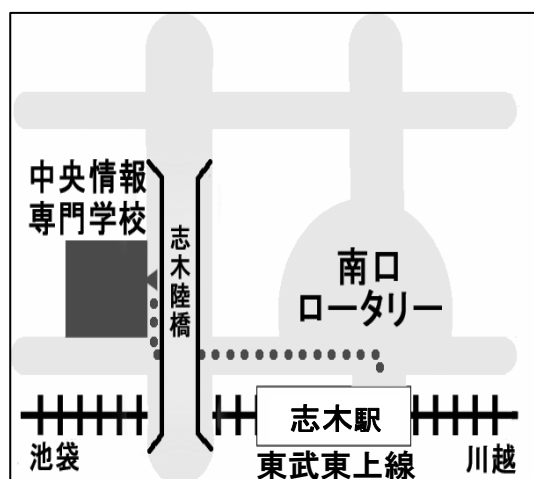 中央情報
専門学校
志木陸橋
南口
ロータリー
志木駅
池袋
東武東上線
川越